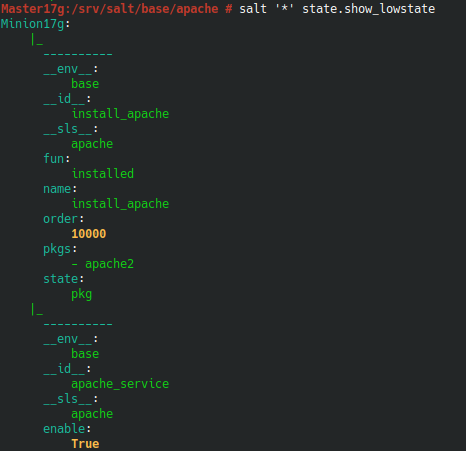 Master17g:/srv/salt/base/apache # salt '*' state.show_lowstate
Minion17g:
    |_
      ----------
      __env__:
          base
      __id__:
          install_apache
      __sls__:
          apache
      fun:
          installed
      name:
          install_apache
      order:
          10000
      pkgs:
          - apache2
      state:
          pkg
    |_
      ----------
      __env__:
          base
      __id__:
          apache_service
      __sls__:
          apache
      enable:
          True